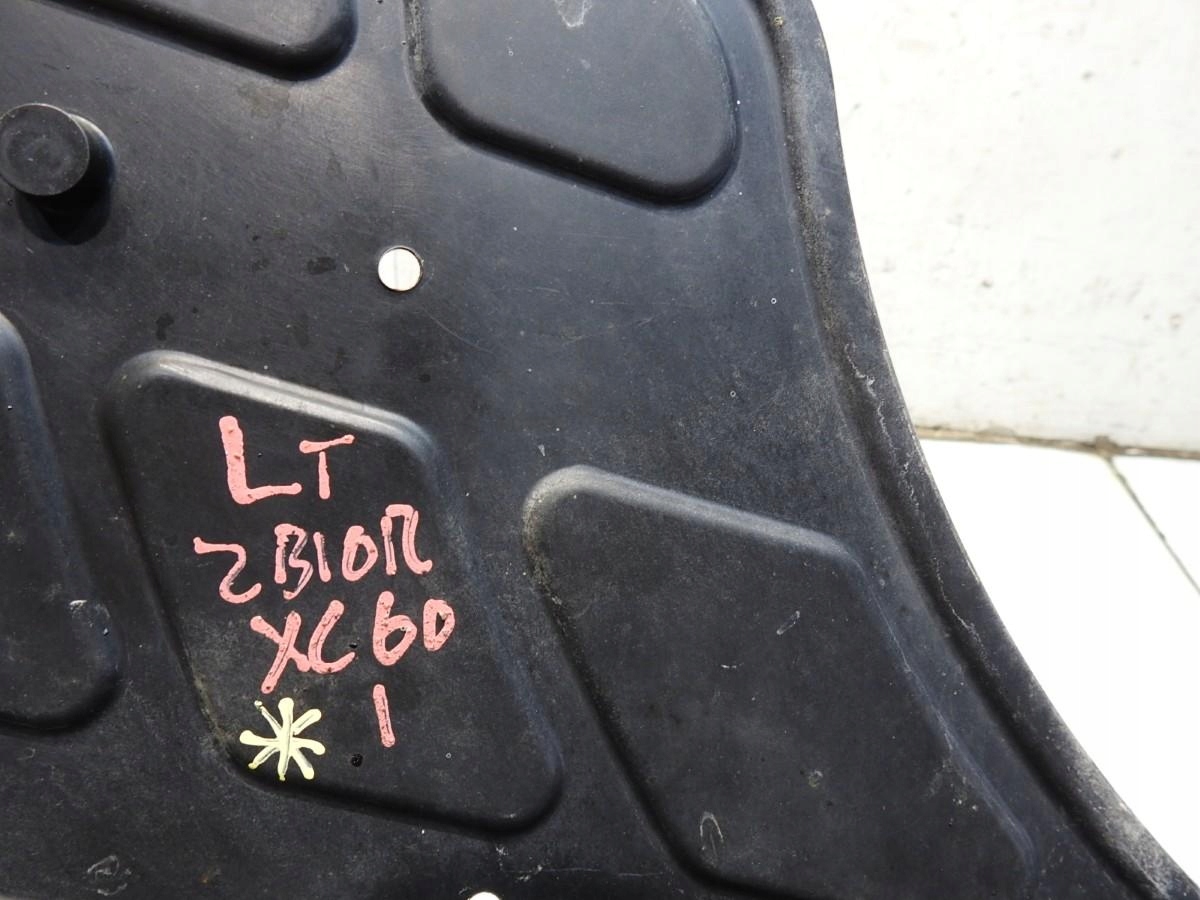 LT
ZBIOR
XC60
* 1